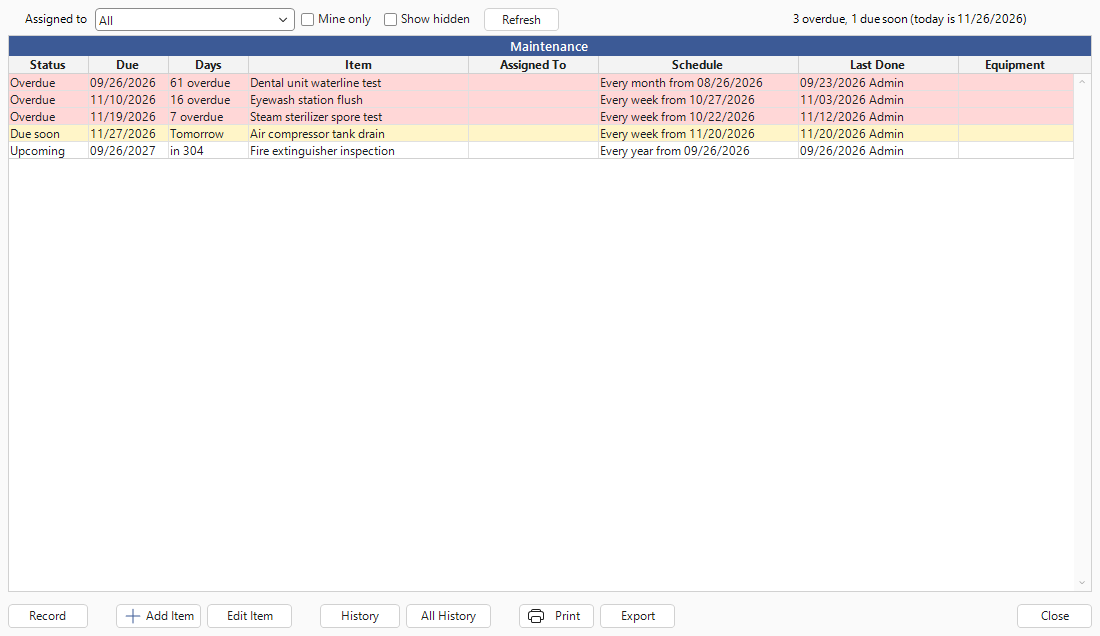 Assigned to All Mine only Show hidden Refresh 3 overdue, 1 due soon (today is 11/26/2026)
Maintenance
Status Due Days Item Assigned To Schedule Last Done Equipment
Overdue 09/26/2026 61 overdue Dental unit waterline test Every month from 08/26/2026 09/23/2026 Admin
Overdue 11/10/2026 16 overdue Eyewash station flush Every week from 10/27/2026 11/03/2026 Admin
Overdue 11/19/2026 7 overdue Steam sterilizer spore test Every week from 10/22/2026 11/12/2026 Admin
Due soon 11/27/2026 Tomorrow Air compressor tank drain Every week from 11/20/2026 11/20/2026 Admin
Upcoming 09/26/2027 in 304 Fire extinguisher inspection Every year from 09/26/2026 09/26/2026 Admin
Record Add Item Edit Item History All History Print Export Close